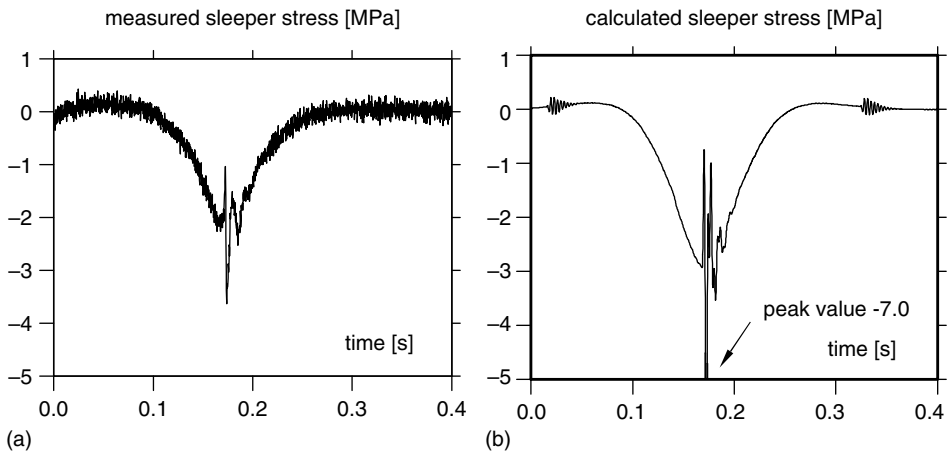 measured sleeper stress [MPa]
1
0
−1
−2
−3
−4
−5
time [s]
0.0 0.1 0.2 0.3 0.4
(a)
calculated sleeper stress [MPa]
1
0
−1
−2
−3
−4
−5
peak value -7.0
time [s]
0.0 0.1 0.2 0.3 0.4
(b)